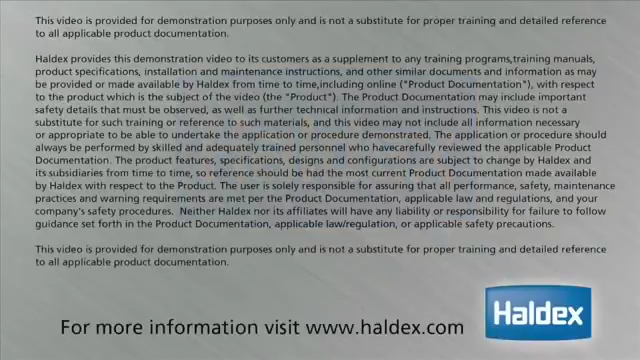 This video is provided for demonstration purposes only and is not a substitute for proper training and detailed reference
to all applicable product documentation.
Haldex provides this demonstration video to its customers as a supplement to any training programs,training manuals,
product specifications, installation and maintenance instructions, and other similar documents and information as may
be provided or made available by Haldex from time to time,including online ("Product Documentation"), with respect
to the product which is the subject of the video (the "Product"). The Product Documentation may include important
safety details that must be observed, as well as further technical information and instructions. This video is not a
substitute for such training or reference to such materials, and this video may not include all information necessary
or appropriate to be able to undertake the application or procedure demonstrated. The application or procedure should
always be performed by skilled and adequately trained personnel who havecarefully reviewed the applicable Product
Documentation. The product features, specifications, designs and configurations are subject to change by Haldex and
its subsidiaries from time to time, so reference should be had the most current Product Documentation made available
by Haldex with respect to the Product. The user is solely responsible for assuring that all performance, safety, maintenance
practices and warning requirements are met per the Product Documentation, applicable law and regulations, and your
company's safety procedures. Neither Haldex nor its affiliates will have any liability or responsibility for failure to follow
guidance set forth in the Product Documentation, applicable law/regulation, or applicable safety precautions.
This video is provided for demonstration purposes only and is not a substitute for proper training and detailed reference
to all applicable product documentation.
For more information visit www.haldex.com
Haldex